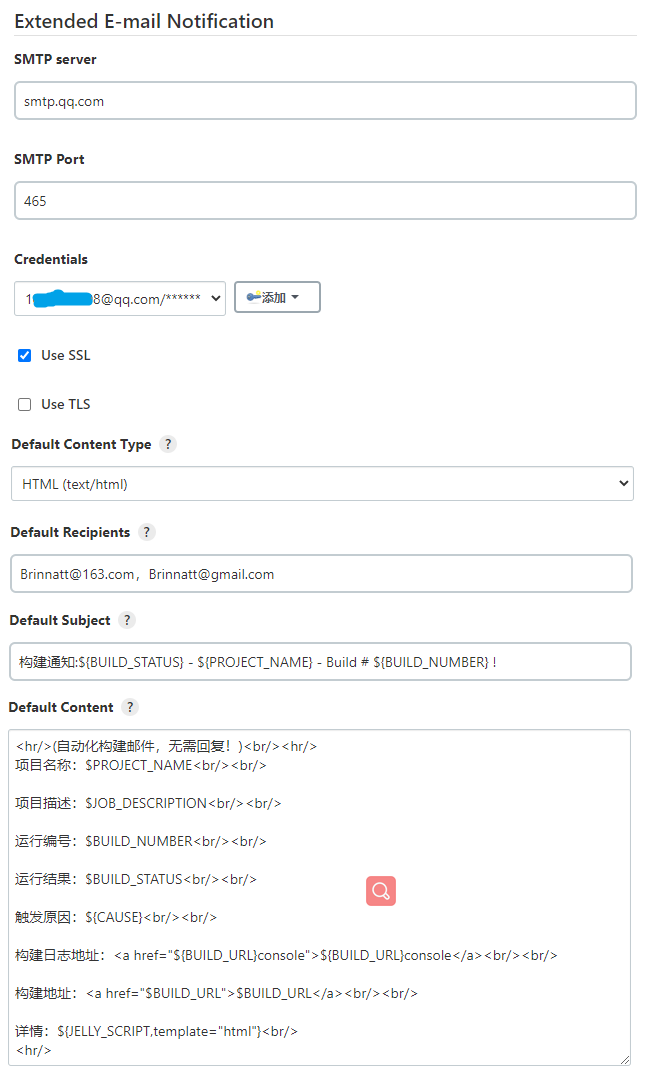 Extended E-mail Notification
SMTP server
smtp.qq.com
SMTP Port
465
Credentials
1 8@qq.com/****** 添加
Use SSL
Use TLS
Default Content Type ?
HTML (text/html)
Default Recipients ?
Brinnatt@163.com，Brinnatt@gmail.com
Default Subject ?
构建通知:${BUILD_STATUS} - ${PROJECT_NAME} - Build # ${BUILD_NUMBER} !
Default Content ?
<hr/>(自动化构建邮件，无需回复！)<br/><hr/>
项目名称：$PROJECT_NAME<br/><br/>
项目描述：$JOB_DESCRIPTION<br/><br/>
运行编号：$BUILD_NUMBER<br/><br/>
运行结果：$BUILD_STATUS<br/><br/>
触发原因：${CAUSE}<br/><br/>
构建日志地址：<a href="${BUILD_URL}console">${BUILD_URL}console</a><br/><br/>
构建地址：<a href="$BUILD_URL">$BUILD_URL</a><br/><br/>
详情：${JELLY_SCRIPT,template="html"}<br/>
<hr/>